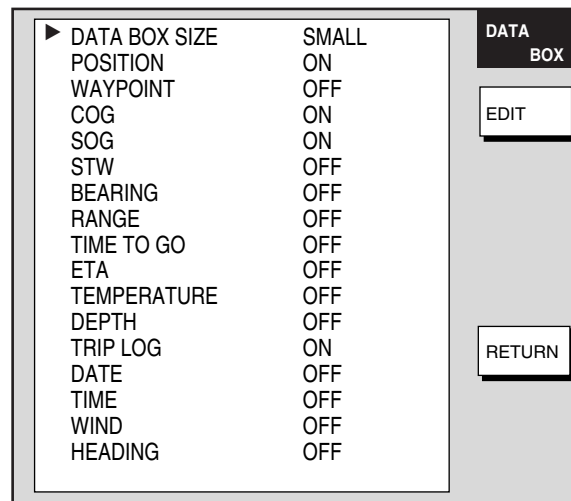 DATA BOX SIZE SMALL
POSITION ON
WAYPOINT OFF
COG ON
SOG ON
STW OFF
BEARING OFF
RANGE OFF
TIME TO GO OFF
ETA OFF
TEMPERATURE OFF
DEPTH OFF
TRIP LOG ON
DATE OFF
TIME OFF
WIND OFF
HEADING OFF
DATA
BOX
EDIT
RETURN